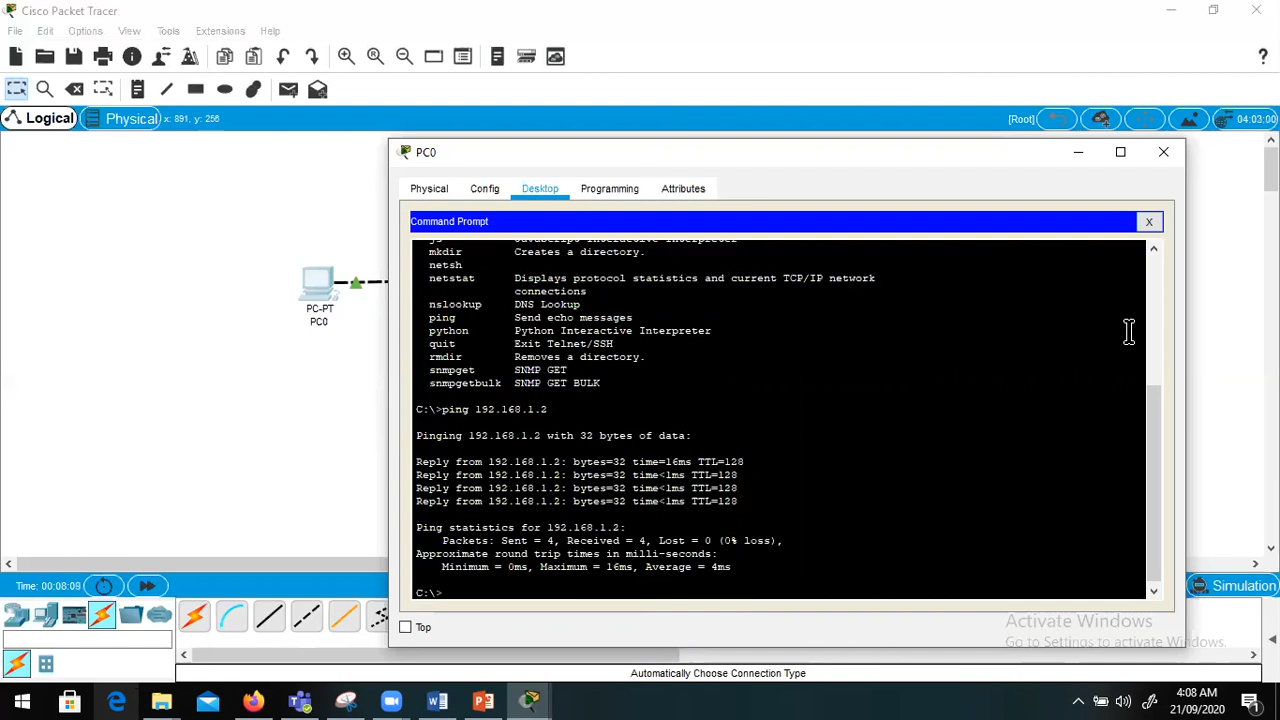 Cisco Packet Tracer
File Edit Options View Tools Extensions Help
Logical Physical x: 891, y: 256 [Root] 04:03:00
PC0
Physical Config Desktop Programming Attributes
Command Prompt X
js JavaScript Interactive Interpreter
mkdir Creates a directory.
netsh
netstat Displays protocol statistics and current TCP/IP network
connections
nslookup DNS Lookup
ping Send echo messages
python Python Interactive Interpreter
quit Exit Telnet/SSH
rmdir Removes a directory.
snmpget SNMP GET
snmpgetbulk SNMP GET BULK
C:\>ping 192.168.1.2
Pinging 192.168.1.2 with 32 bytes of data:
Reply from 192.168.1.2: bytes=32 time=16ms TTL=128
Reply from 192.168.1.2: bytes=32 time<1ms TTL=128
Reply from 192.168.1.2: bytes=32 time<1ms TTL=128
Reply from 192.168.1.2: bytes=32 time<1ms TTL=128
Ping statistics for 192.168.1.2:
Packets: Sent = 4, Received = 4, Lost = 0 (0% loss),
Approximate round trip times in milli-seconds:
Minimum = 0ms, Maximum = 16ms, Average = 4ms
C:\>
PC-PT
PC0
Top
Time: 00:08:09
Simulation
Activate Windows
Go to Settings to activate Windows.
Automatically Choose Connection Type
4:08 AM
21/09/2020